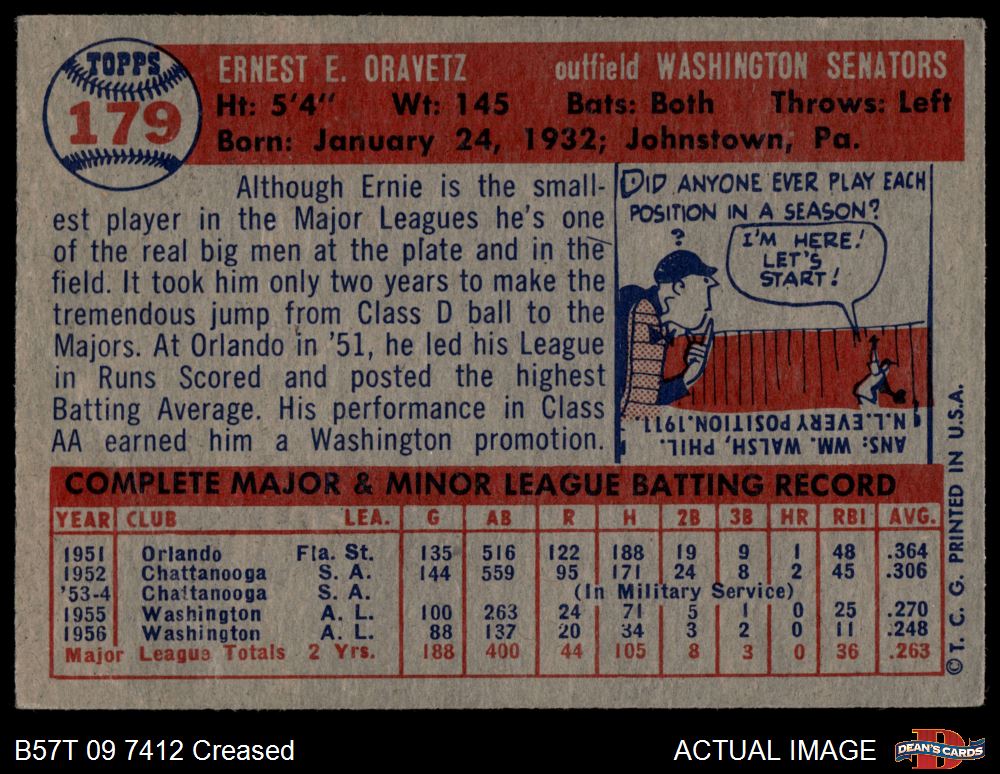 TOPPS
179
ERNEST E. ORAVETZ outfield WASHINGTON SENATORS
Ht: 5'4" Wt: 145 Bats: Both Throws: Left
Born: January 24, 1932; Johnstown, Pa.
Although Ernie is the small-
est player in the Major Leagues he's one
of the real big men at the plate and in the
field. It took him only two years to make the
tremendous jump from Class D ball to the
Majors. At Orlando in '51, he led his League
in Runs Scored and posted the highest
Batting Average. His performance in Class
AA earned him a Washington promotion.
DID ANYONE EVER PLAY EACH
POSITION IN A SEASON?
?
I'M HERE!
LET'S
START!
ANS: WM. WALSH, PHIL.
N.L. EVERY POSITION. 1911.
COMPLETE MAJOR & MINOR LEAGUE BATTING RECORD
YEAR CLUB LEA. G AB R H 2B 3B HR RBI AVG.
1951 Orlando Fla. St. 135 516 122 188 19 9 1 48 .364
1952 Chattanooga S. A. 144 559 95 171 24 8 2 45 .306
'53-4 Chattanooga S. A. (In Military Service)
1955 Washington A. L. 100 263 24 71 5 1 0 25 .270
1956 Washington A. L. 88 137 20 34 3 2 0 11 .248
Major League Totals 2 Yrs. 188 400 44 105 8 3 0 36 .263
© T. C. G. PRINTED IN U.S.A.
B57T 09 7412 Creased
ACTUAL IMAGE
D
DEAN'S CARDS